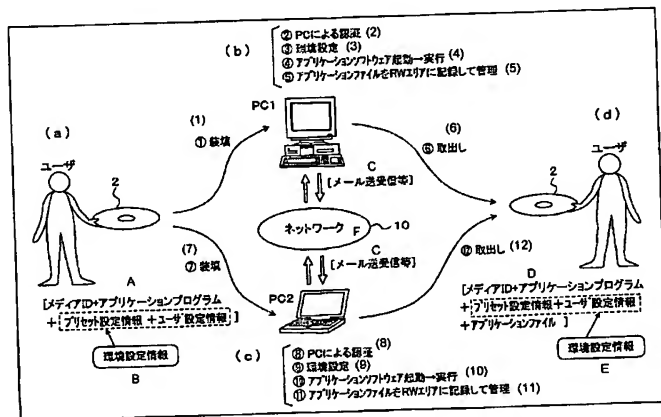 (b)
② PCによる認証 (2)
③ 環境設定 (3)
④ アプリケーションソフトウェア起動→実行 (4)
⑤ アプリケーションファイルをRWエリアに記録して管理 (5)
PC1
(a)
ユーザ
2
(1)
① 装填
(6)
⑥ 取出し
(d)
ユーザ
2
C
[メール送受信等]
ネットワーク F
10
C
[メール送受信等]
(7)
⑦ 装填
PC2
⑫ 取出し (12)
A
[メディアID+アプリケーションプログラム
+プリセット設定情報 +ユーザ設定情報]
環境設定情報
B
D
[メディアID+アプリケーションプログラム
+プリセット設定情報+ユーザ設定情報
+アプリケーションファイル ]
環境設定情報
E
(c)
⑧ PCによる認証 (8)
⑨ 環境設定 (9)
⑩ アプリケーションソフトウェア起動→実行 (10)
⑪ アプリケーションファイルをRWエリアに記録して管理 (11)